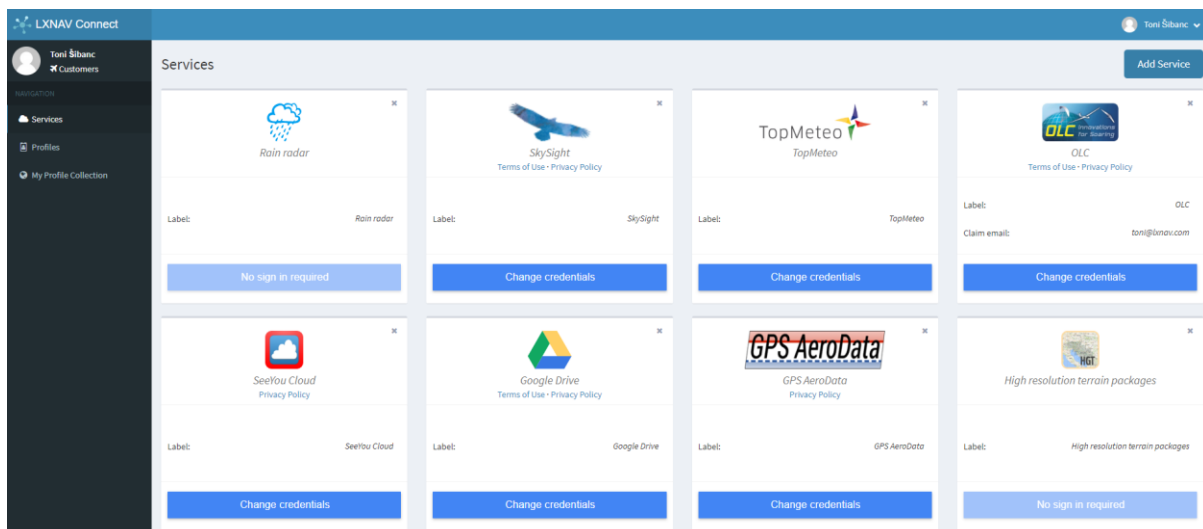 LXNAV Connect
Toni Šibanc
Toni Šibanc
Customers
Services
Add Service
NAVIGATION
Services
Profiles
My Profile Collection
Rain radar
Label: Rain radar
No sign in required
SkySight
Terms of Use • Privacy Policy
Label: SkySight
Change credentials
TopMeteo
TopMeteo
Label: TopMeteo
Change credentials
OLC Innovations
for Soaring
OLC
Terms of Use • Privacy Policy
Label: OLC
Claim email: toni@lxnav.com
Change credentials
SeeYou Cloud
Privacy Policy
Label: SeeYou Cloud
Change credentials
Google Drive
Terms of Use • Privacy Policy
Label: Google Drive
Change credentials
GPS AeroData
GPS AeroData
Privacy Policy
Label: GPS AeroData
Change credentials
HGT
High resolution terrain packages
Label: High resolution terrain packages
No sign in required